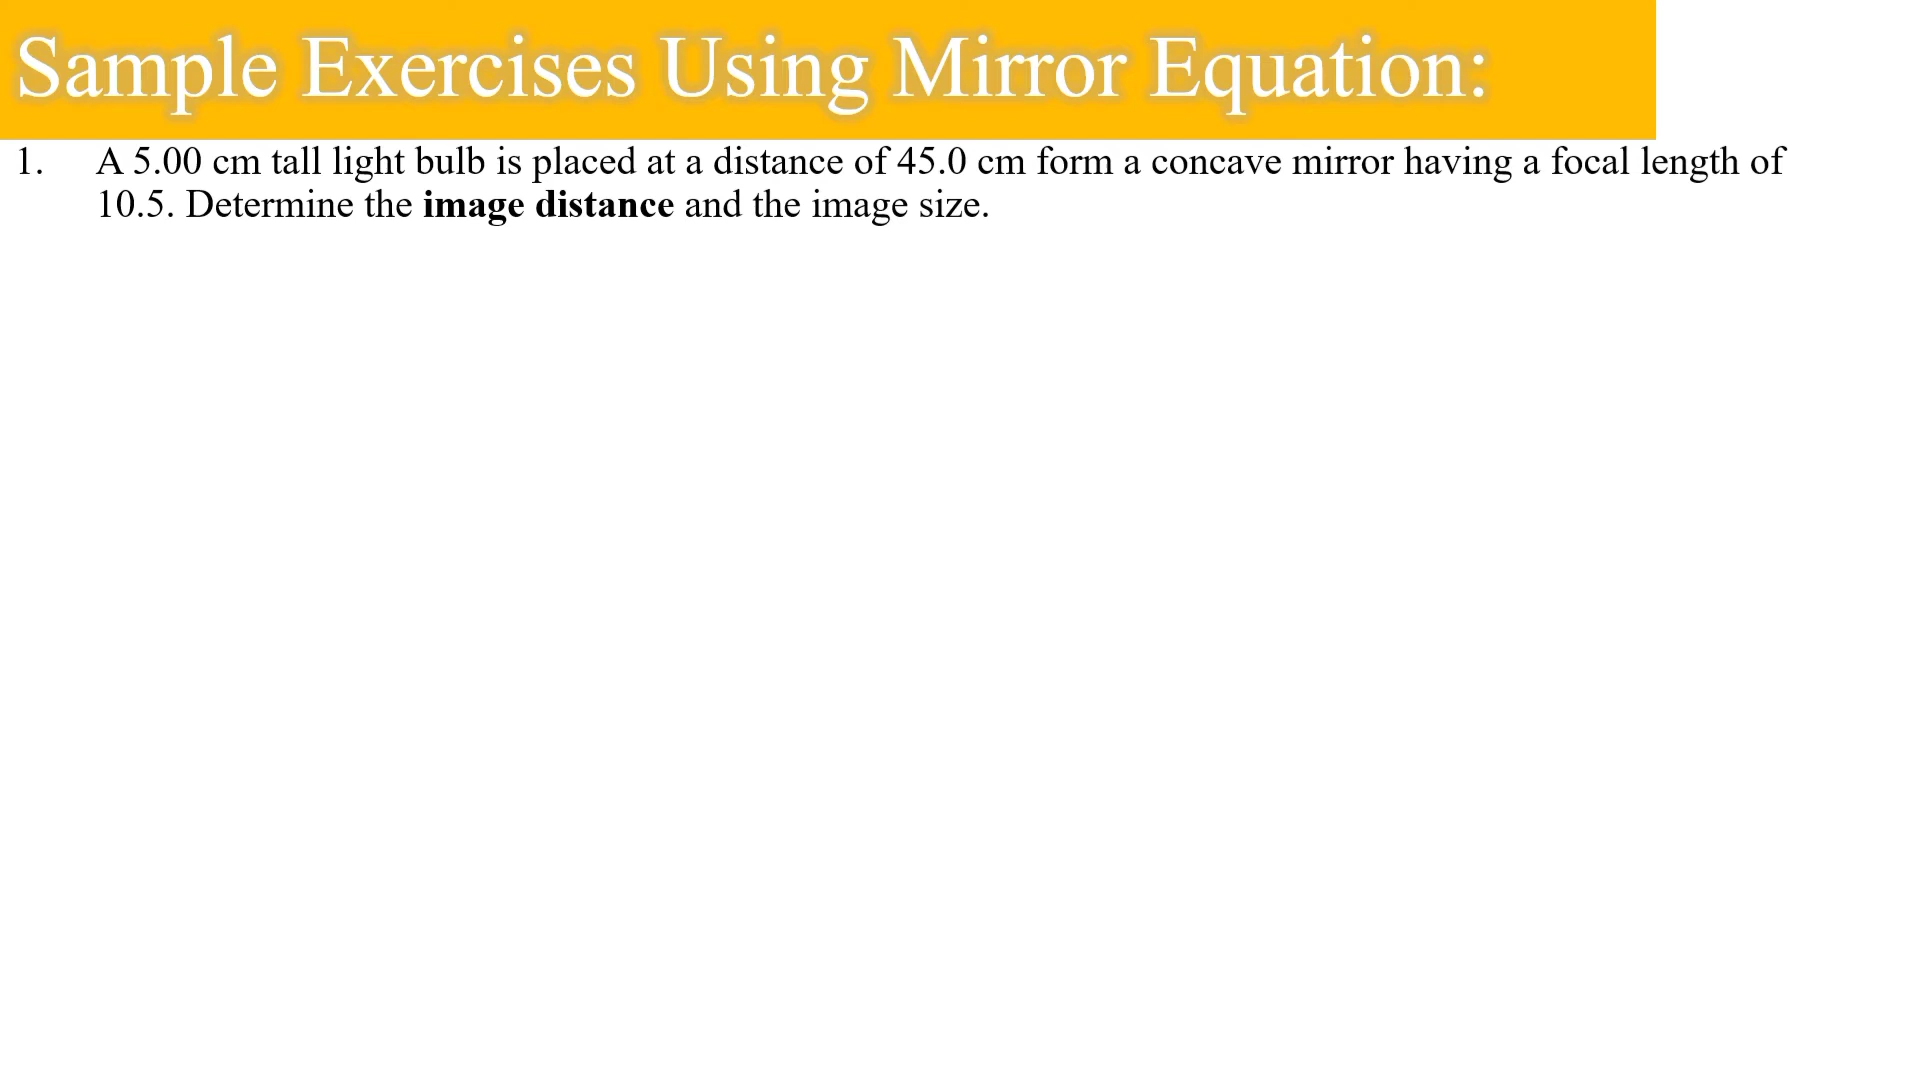 Sample Exercises Using Mirror Equation:
1. A 5.00 cm tall light bulb is placed at a distance of 45.0 cm form a concave mirror having a focal length of
10.5. Determine the image distance and the image size.